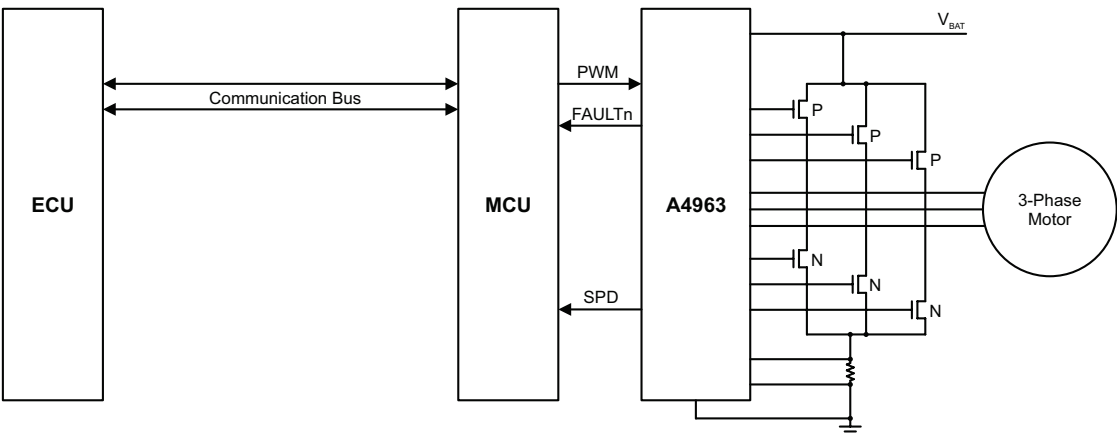 V_BAT
PWM
Communication Bus
FAULTn
P
P
P
ECU
MCU
A4963
3-Phase
Motor
N
N
N
SPD